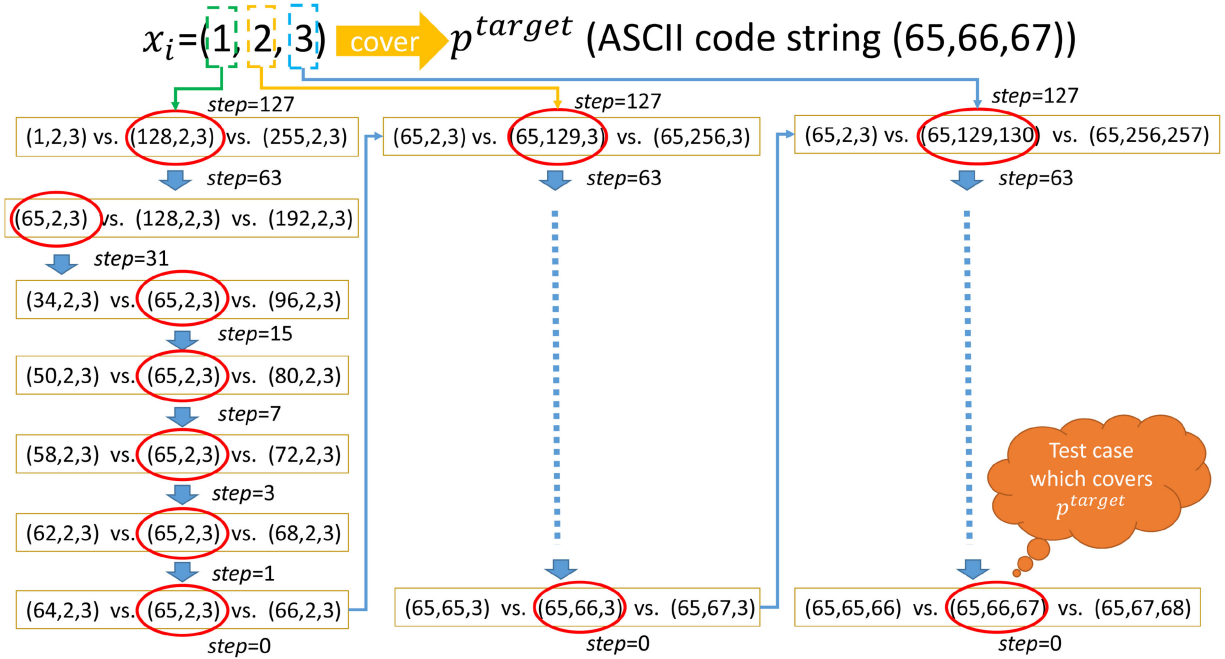 x_i=(1, 2, 3) cover p^target (ASCII code string (65,66,67))
step=127
(1,2,3) vs. (128,2,3) vs. (255,2,3)
step=63
(65,2,3) vs. (128,2,3) vs. (192,2,3)
step=31
(34,2,3) vs. (65,2,3) vs. (96,2,3)
step=15
(50,2,3) vs. (65,2,3) vs. (80,2,3)
step=7
(58,2,3) vs. (65,2,3) vs. (72,2,3)
step=3
(62,2,3) vs. (65,2,3) vs. (68,2,3)
step=1
(64,2,3) vs. (65,2,3) vs. (66,2,3)
step=0
step=127
(65,2,3) vs. (65,129,3) vs. (65,256,3)
step=63
(65,65,3) vs. (65,66,3) vs. (65,67,3)
step=0
step=127
(65,2,3) vs. (65,129,130) vs. (65,256,257)
step=63
Test case
which covers
p^target
(65,65,66) vs. (65,66,67) vs. (65,67,68)
step=0